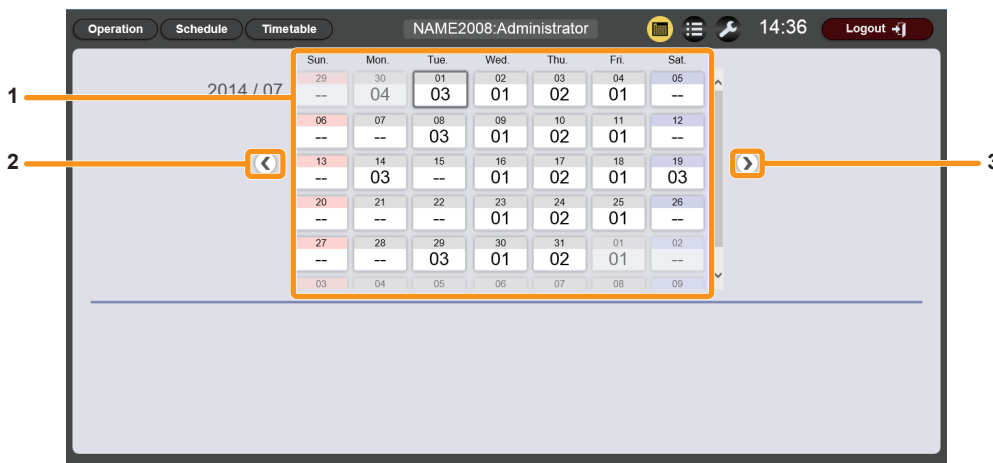 Operation Schedule Timetable NAME2008:Administrator 14:36 Logout
Sun. Mon. Tue. Wed. Thu. Fri. Sat.
2014 / 07
29 30 01 02 03 04 05
-- 04 03 01 02 01 --
1
06 07 08 09 10 11 12
-- -- 03 01 02 01 --
2
13 14 15 16 17 18 19
-- 03 -- 01 02 01 03
3
20 21 22 23 24 25 26
-- -- -- 01 02 01 --
27 28 29 30 31 01 02
-- -- 03 01 02 01 --
03 04 05 06 07 08 09